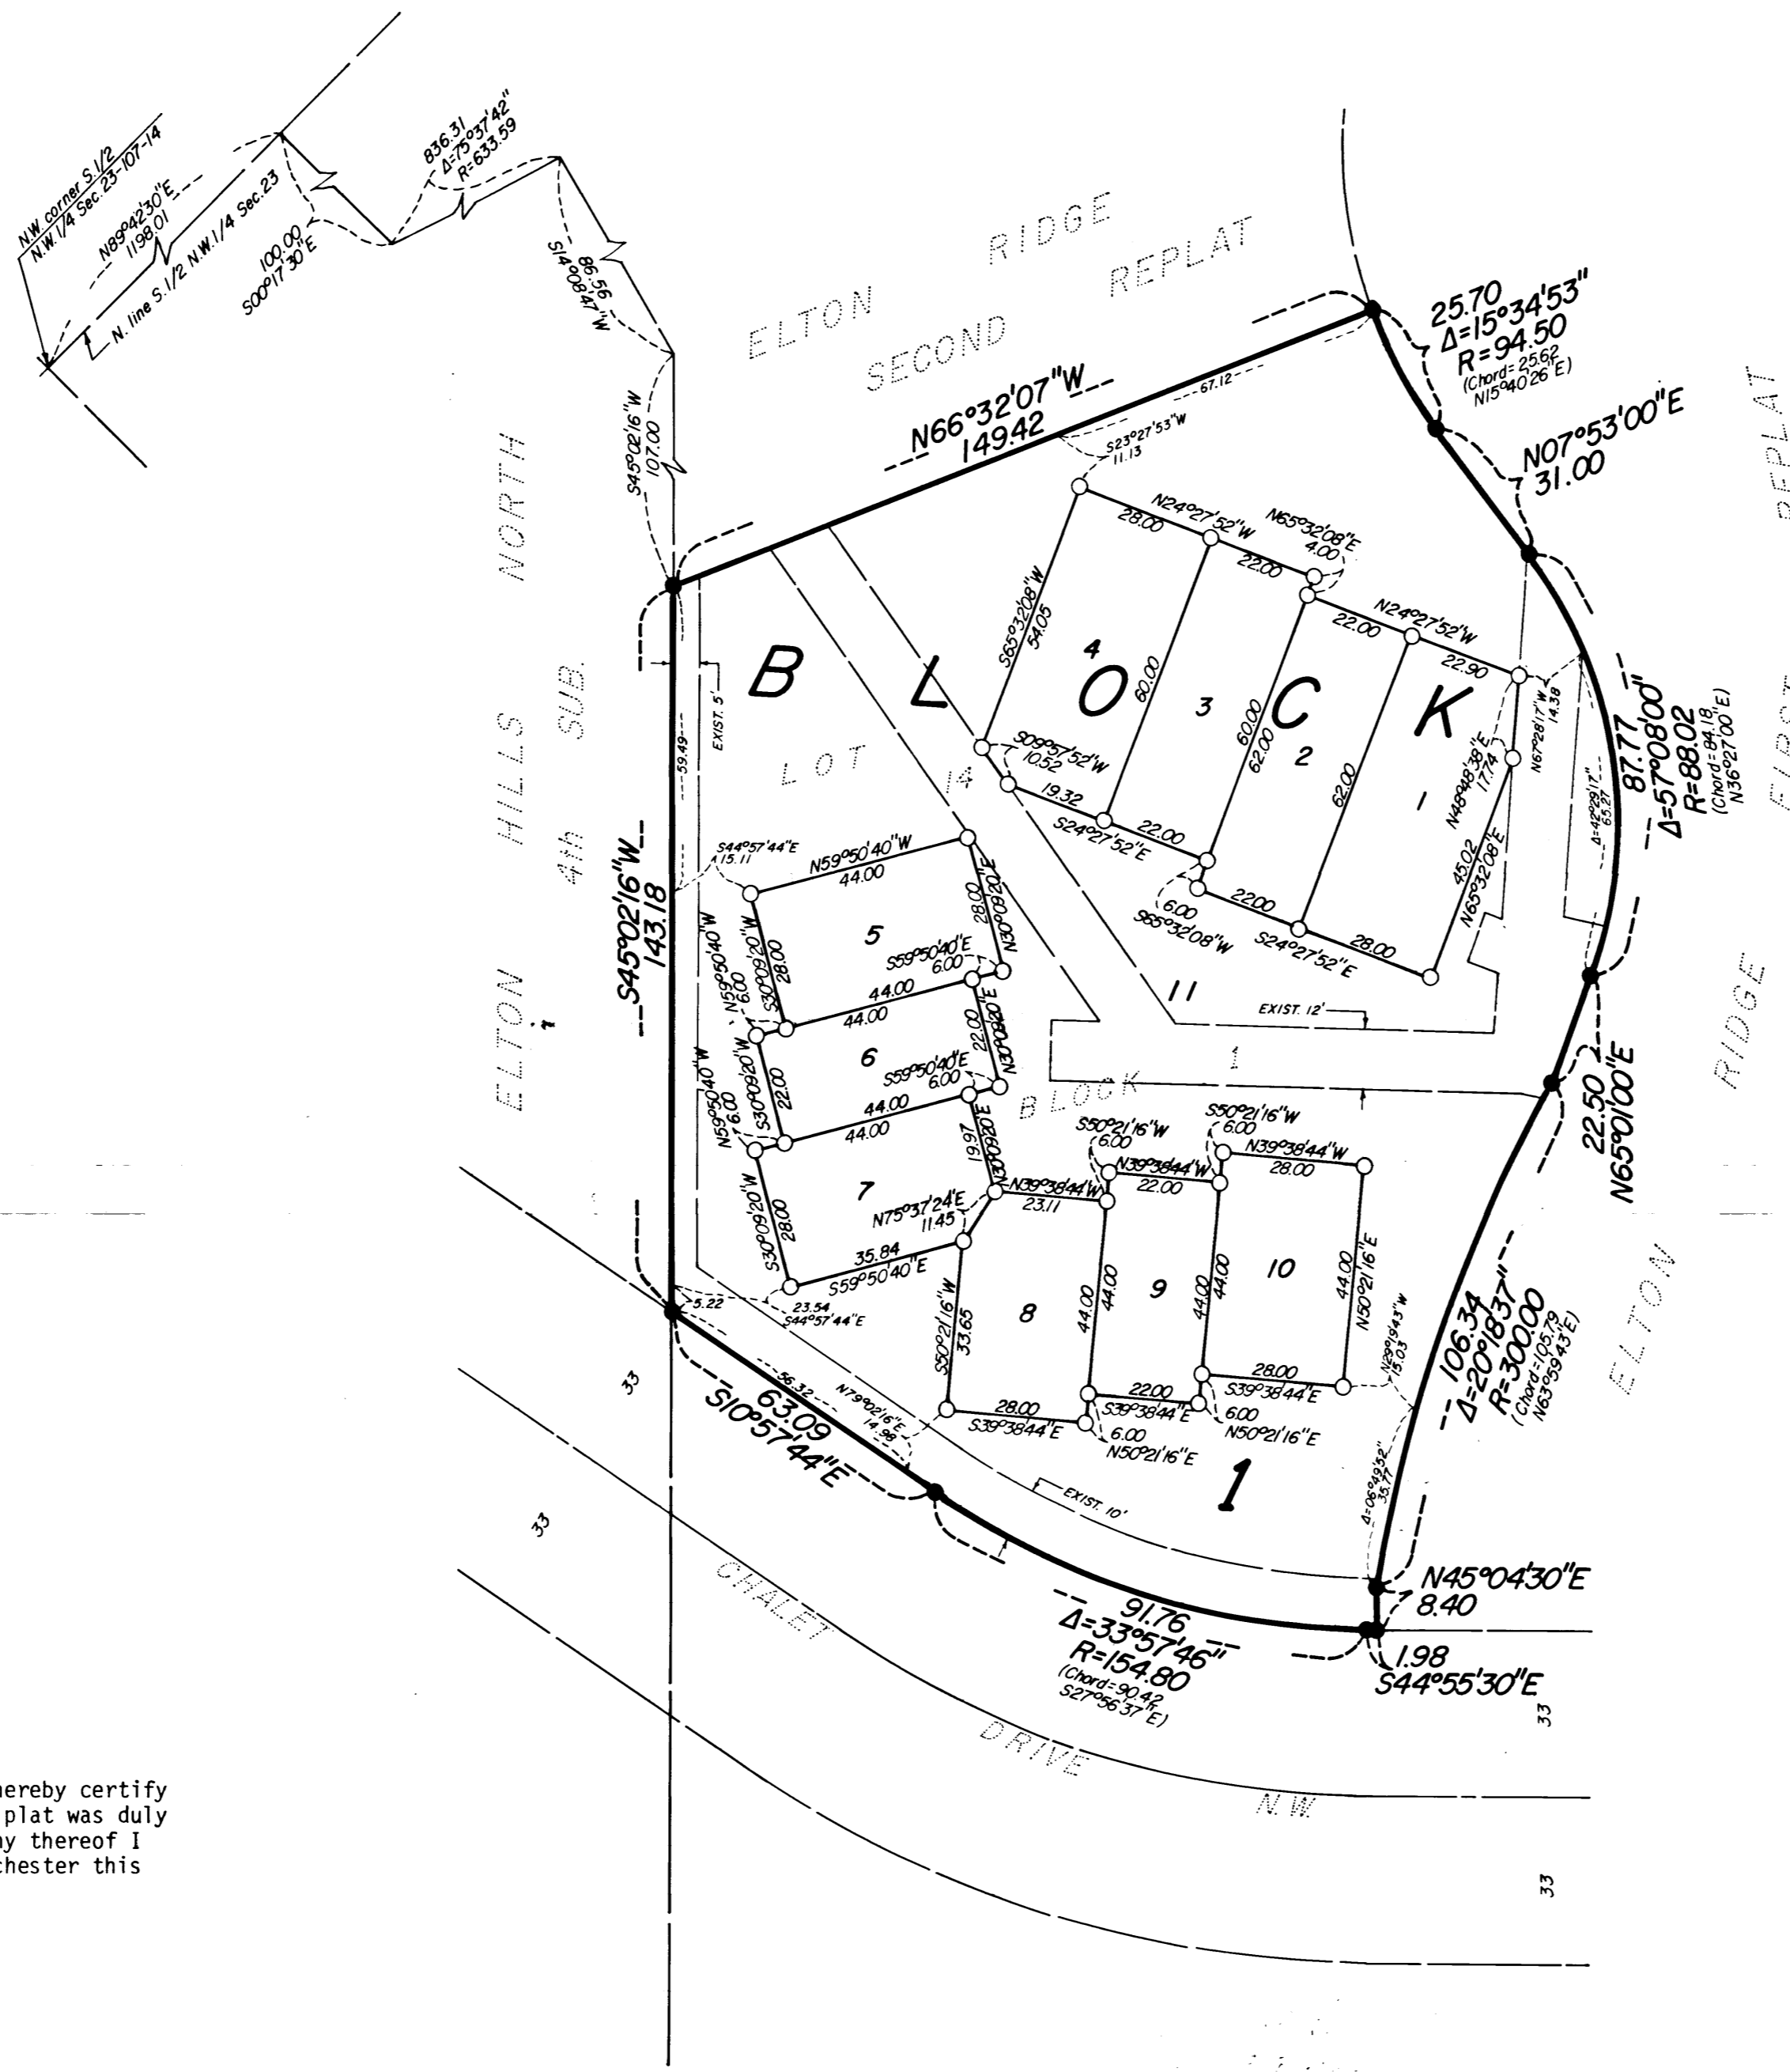 N.W. corner S.1/2
N.W.1/4 Sec.23-107-14
N89°42'30"E
1198.01
N. line S.1/2 N.W.1/4 Sec.23
100.00
S00°17'30"E
836.31
Δ=75°37'42"
R=633.59
86.56
S14°08'47"W
S45°02'16"W
107.00
ELTON RIDGE
SECOND REPLAT
N66°32'07"W
149.42
67.12
S23°27'53"W
11.13
25.70
Δ=15°34'53"
R=94.50
(Chord=25.62
N15°40'26"E)
N07°53'00"E
31.00
ELTON HILLS NORTH
4th SUB.
ELTON RIDGE FIRST REPLAT
N24°27'52"W
28.00
N65°32'08"E
4.00
22.00
N24°27'52"W
22.00
22.90
S65°32'08"W
54.05
BLOCK
4
60.00
3
60.00
62.00
2
62.00
1
N48°48'38"E
17.74
N67°28'17"W
14.38
45.02
N65°32'08"E
Δ=42°29'17"
65.27
87.77
Δ=57°08'00"
R=88.02
(Chord=84.18
N36°27'00"E)
EXIST. 5'
59.49
LOT 14
S09°57'52"W
10.52
19.32
22.00
S24°27'52"E
6.00
S65°32'08"W
22.00
28.00
S24°27'52"E
S45°02'16"W
143.18
S44°57'44"E
15.11
N59°50'40"W
44.00
28.00
N30°09'20"E
5
S59°50'40"E
6.00
N59°50'40"W
6.00
S30°09'20"W
28.00
44.00
44.00
22.00
N30°09'20"E
6
S59°50'40"E
6.00
N59°50'40"W
6.00
S30°09'20"W
22.00
44.00
44.00
19.97
N30°09'20"E
11
EXIST. 12'
BLOCK 1
22.50
N65°01'00"E
7
S30°09'20"W
28.00
N75°37'24"E
11.45
35.84
S59°50'40"E
N39°38'44"W
23.11
S50°21'16"W
6.00
N39°38'44"W
22.00
S50°21'16"W
6.00
N39°38'44"W
28.00
5.22
23.54
S44°57'44"E
S50°21'16"W
33.65
8
44.00
44.00
9
44.00
44.00
10
44.00
N50°21'16"E
N29°19'43"W
15.03
106.34
Δ=20°18'37"
R=300.00
(Chord=105.79
N63°59'43"E)
56.32
63.09
S10°57'44"E
N79°02'16"E
14.98
28.00
S39°38'44"E
6.00
N50°21'16"E
22.00
S39°38'44"E
6.00
N50°21'16"E
28.00
S39°38'44"E
1
EXIST. 10'
Δ=06°49'52"
35.77
33
33
91.76
Δ=33°57'46"
R=154.80
(Chord=90.42
S27°56'37"E)
N45°04'30"E
8.40
1.98
S44°55'30"E
33
CHALET DRIVE N.W.
33
hereby certify
plat was duly
ny thereof I
chester this